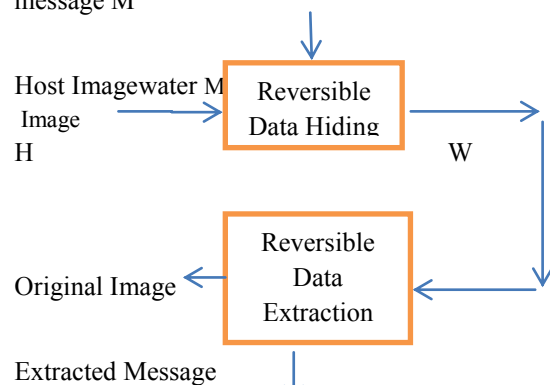 message M
Host Imagewater M
Image
H
Reversible
Data Hiding
W
Reversible
Data
Extraction
Original Image
Extracted Message